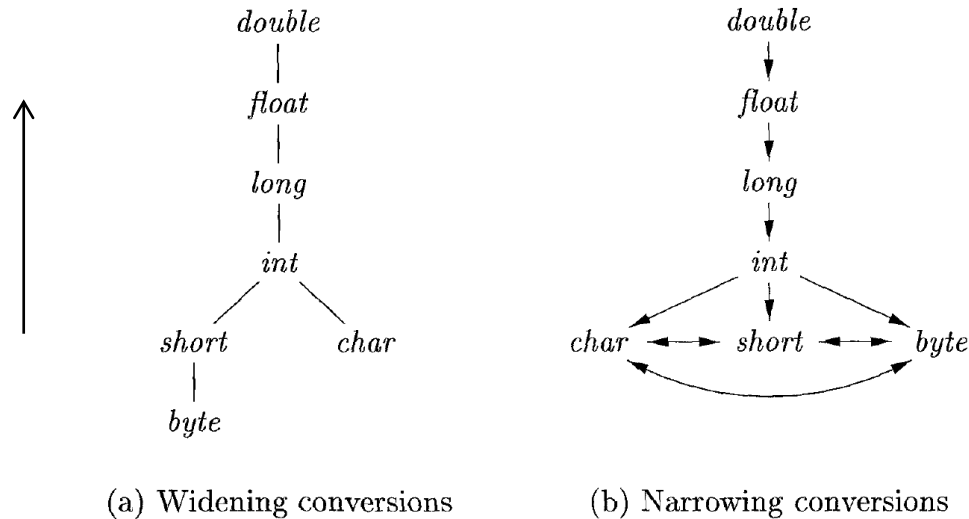 double
float
long
int
short char
byte
(a) Widening conversions
double
float
long
int
char short byte
(b) Narrowing conversions